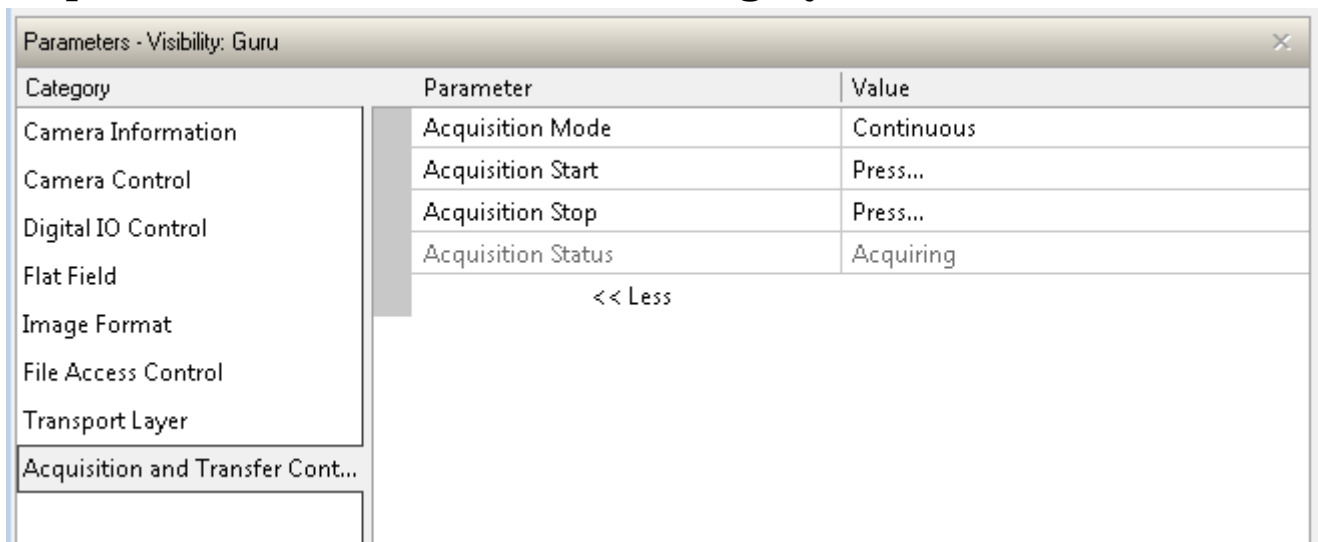 Parameters - Visibility: Guru
Category Parameter Value
Camera Information Acquisition Mode Continuous
Camera Control Acquisition Start Press...
Digital IO Control Acquisition Stop Press...
Flat Field Acquisition Status Acquiring
<< Less
Image Format
File Access Control
Transport Layer
Acquisition and Transfer Cont...